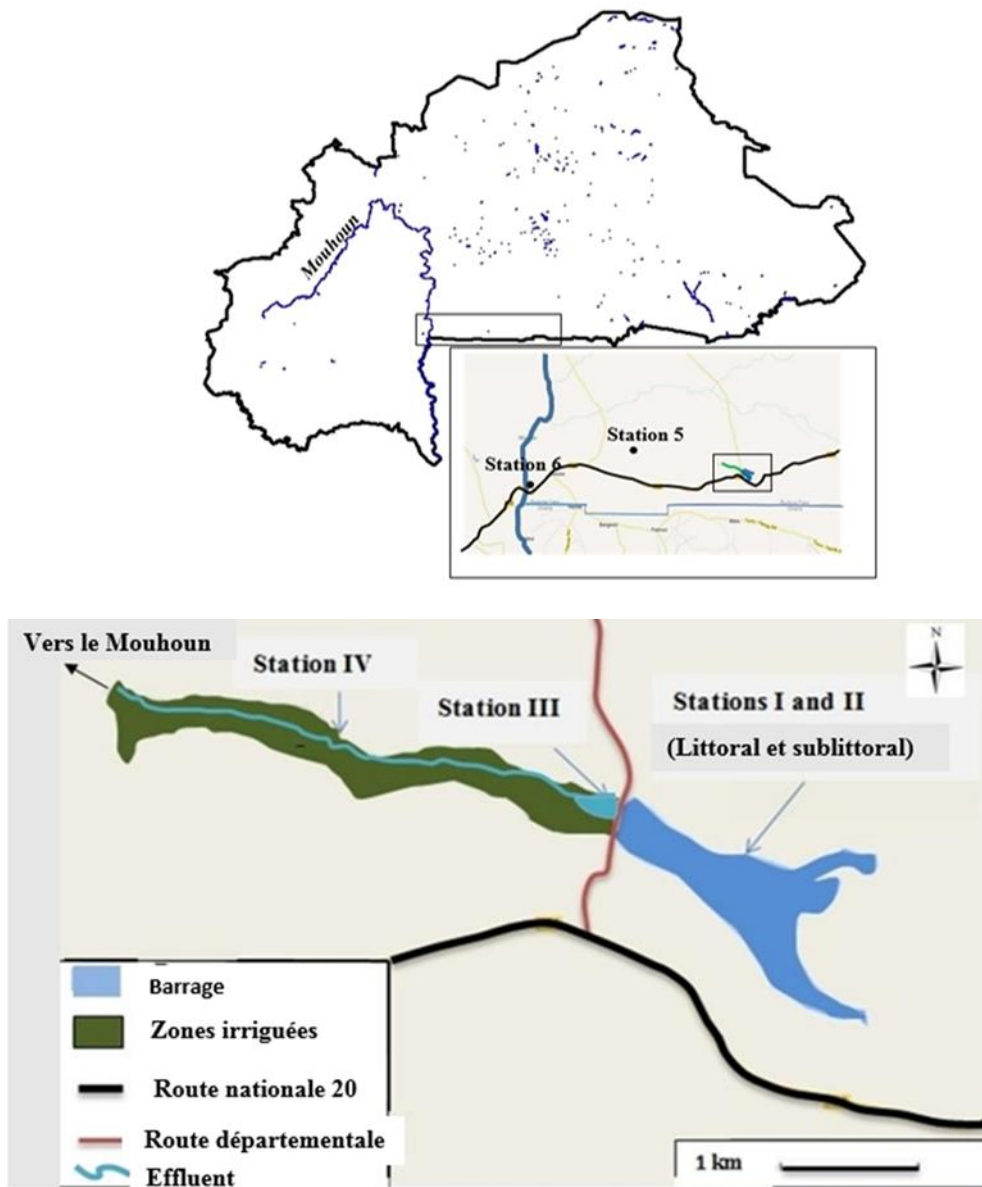 Mouhoun
Station 5
Station 6
Vers le Mouhoun
Station IV
Station III
Stations I and II
(Littoral et sublittoral)
N
Barrage
Zones irriguées
Route nationale 20
Route départementale
Effluent
1 km